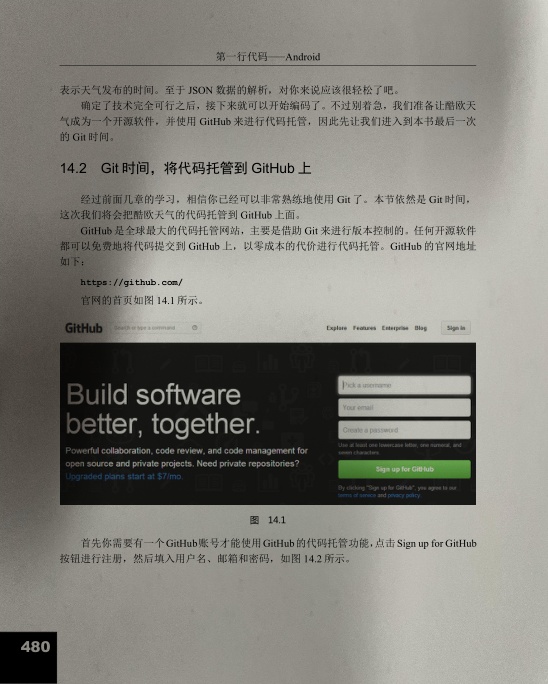 第一行代码——Android
表示天气发布的时间。至于 JSON 数据的解析，对你来说应该很轻松了吧。
确定了技术完全可行之后，接下来就可以开始编码了。不过别着急，我们准备让酷欧天
气成为一个开源软件，并使用 GitHub 来进行代码托管，因此先让我们进入到本书最后一次
的 Git 时间。
14.2 Git 时间，将代码托管到 GitHub 上
经过前面几章的学习，相信你已经可以非常熟练地使用 Git 了。本节依然是 Git 时间，
这次我们将会把酷欧天气的代码托管到 GitHub 上面。
GitHub 是全球最大的代码托管网站，主要是借助 Git 来进行版本控制的。任何开源软件
都可以免费地将代码提交到 GitHub 上，以零成本的代价进行代码托管。GitHub 的官网地址
如下：
https://github.com/
官网的首页如图 14.1 所示。
GitHub Search or type a command Explore Features Enterprise Blog Sign in
Build software
better, together.
Powerful collaboration, code review, and code management for
open source and private projects. Need private repositories?
Upgraded plans start at $7/mo.
Pick a username
Your email
Create a password
Use at least one lowercase letter, one numeral, and
seven characters.
Sign up for GitHub
By clicking "Sign up for GitHub", you agree to our
terms of service and privacy policy.
图 14.1
首先你需要有一个 GitHub 账号才能使用 GitHub 的代码托管功能，点击 Sign up for GitHub
按钮进行注册，然后填入用户名、邮箱和密码，如图 14.2 所示。
480